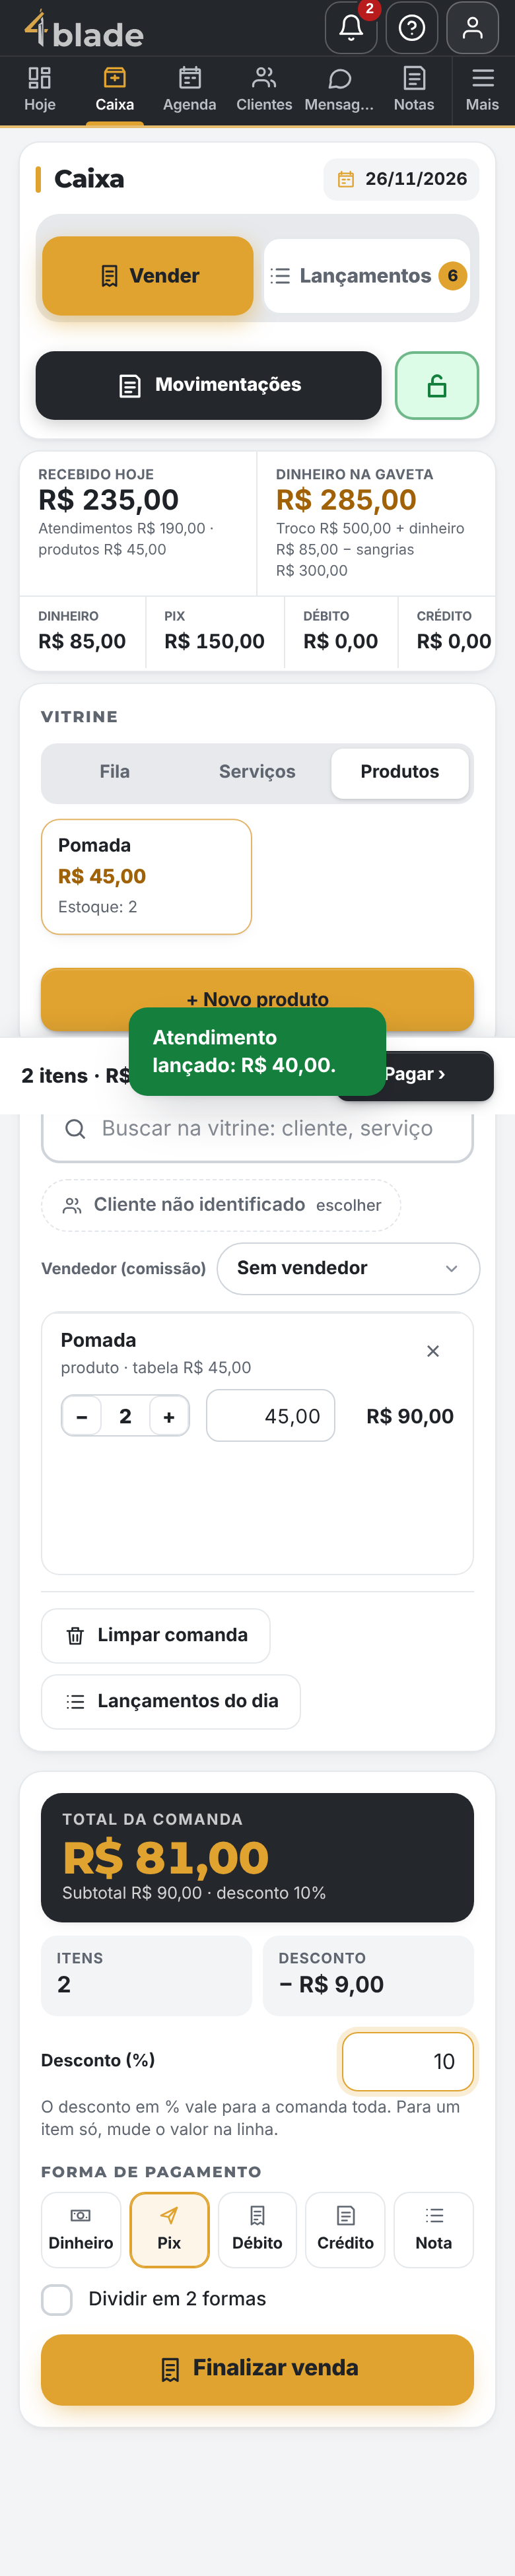 4blade
2
Hoje
Caixa
Agenda
Clientes
Mensag...
Notas
Mais
Caixa
26/11/2026
Vender
Lançamentos 6
Movimentações
RECEBIDO HOJE
R$ 235,00
Atendimentos R$ 190,00 ·
produtos R$ 45,00
DINHEIRO NA GAVETA
R$ 285,00
Troco R$ 500,00 + dinheiro
R$ 85,00 − sangrias
R$ 300,00
DINHEIRO
R$ 85,00
PIX
R$ 150,00
DÉBITO
R$ 0,00
CRÉDITO
R$ 0,00
VITRINE
Fila
Serviços
Produtos
Pomada
R$ 45,00
Estoque: 2
+ Novo produto
Atendimento
lançado: R$ 40,00.
2 itens · R$
Pagar ›
Buscar na vitrine: cliente, serviço
Cliente não identificado escolher
Vendedor (comissão)
Sem vendedor
Pomada
produto · tabela R$ 45,00
×
− 2 +
45,00
R$ 90,00
Limpar comanda
Lançamentos do dia
TOTAL DA COMANDA
R$ 81,00
Subtotal R$ 90,00 · desconto 10%
ITENS
2
DESCONTO
− R$ 9,00
Desconto (%)
10
O desconto em % vale para a comanda toda. Para um
item só, mude o valor na linha.
FORMA DE PAGAMENTO
Dinheiro
Pix
Débito
Crédito
Nota
Dividir em 2 formas
Finalizar venda